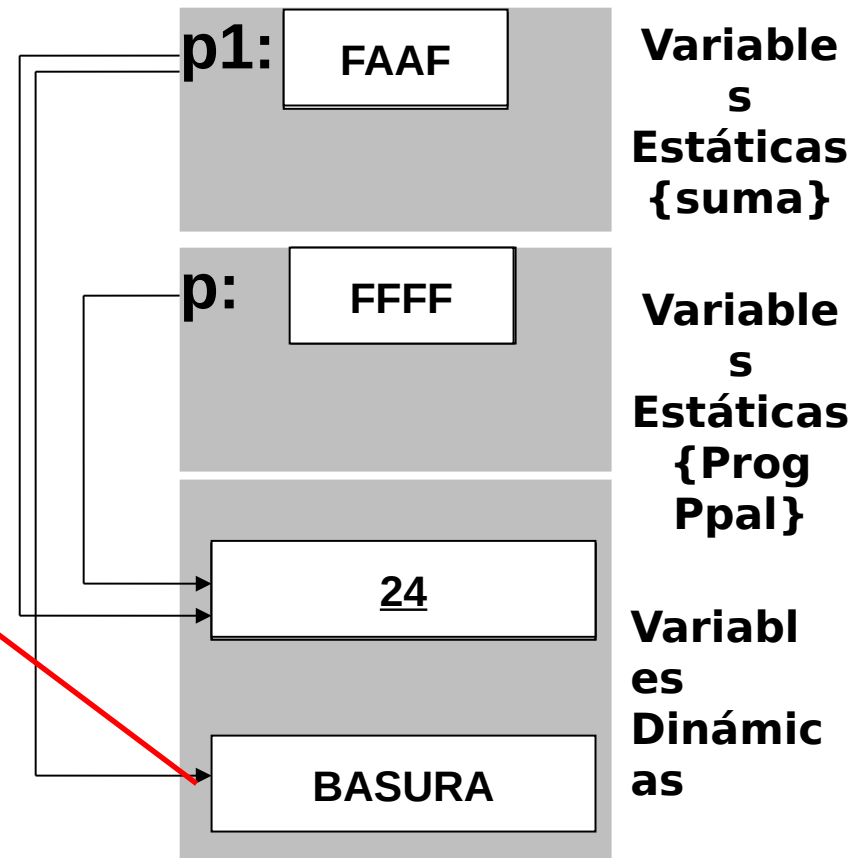 p1:
FAAF
Variable
s
Estáticas
{suma}
p:
FFFF
Variable
s
Estáticas
{Prog
Ppal}
24
Variabl
es
Dinámic
as
BASURA